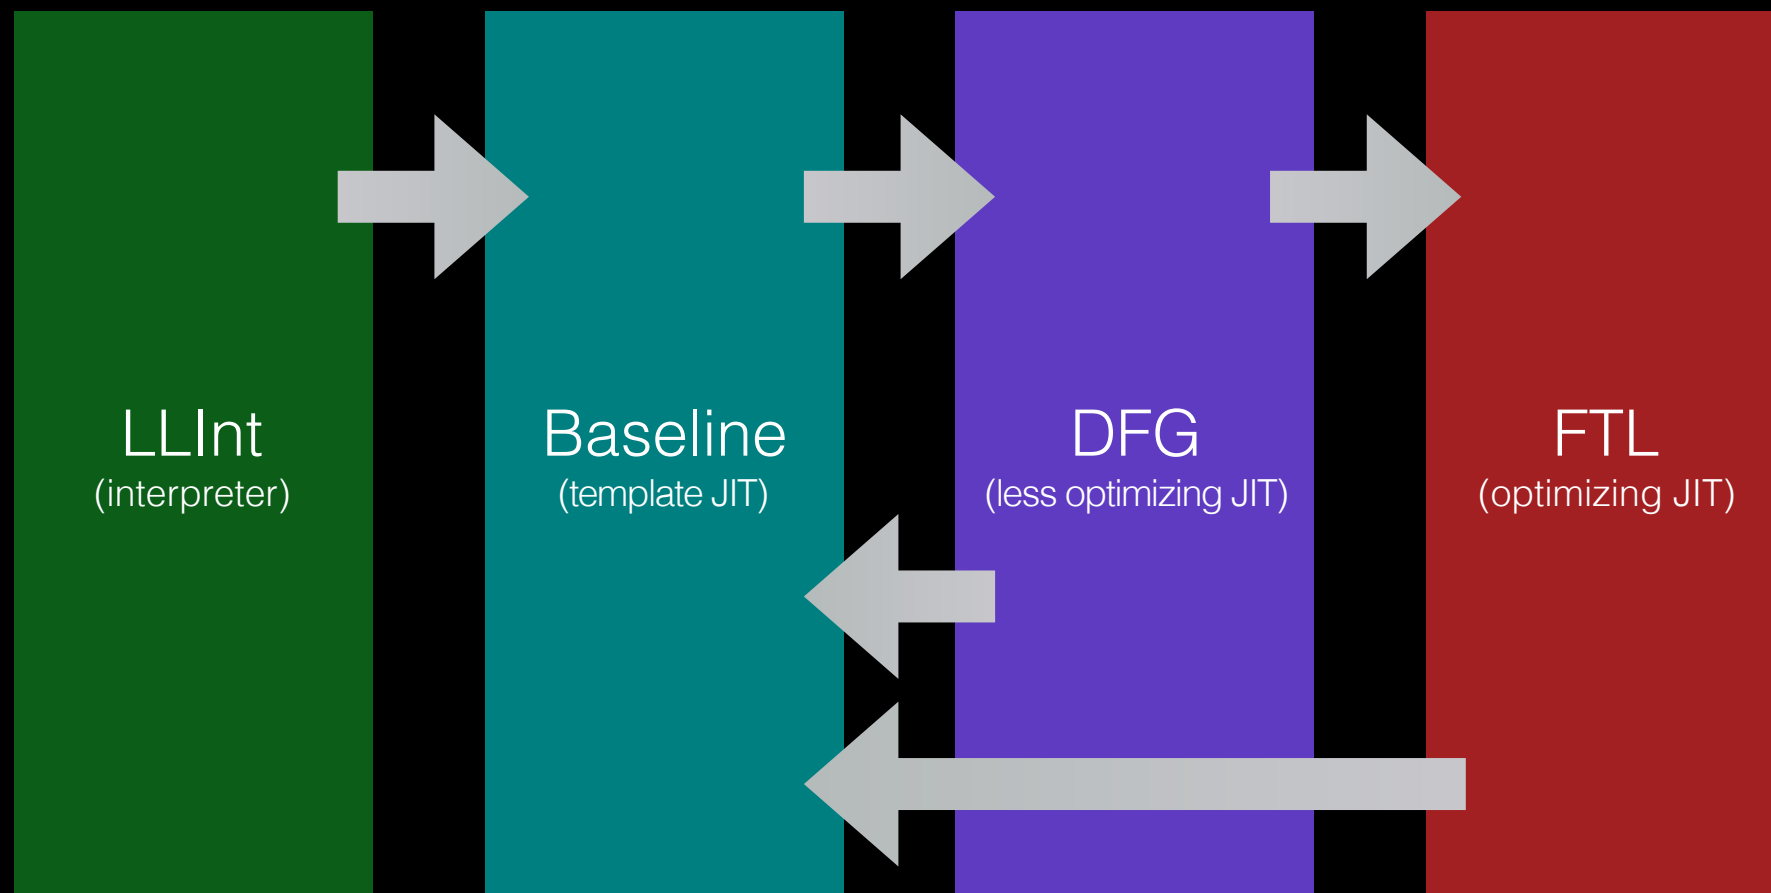 LLInt
(interpreter)
Baseline
(template JIT)
DFG
(less optimizing JIT)
FTL
(optimizing JIT)